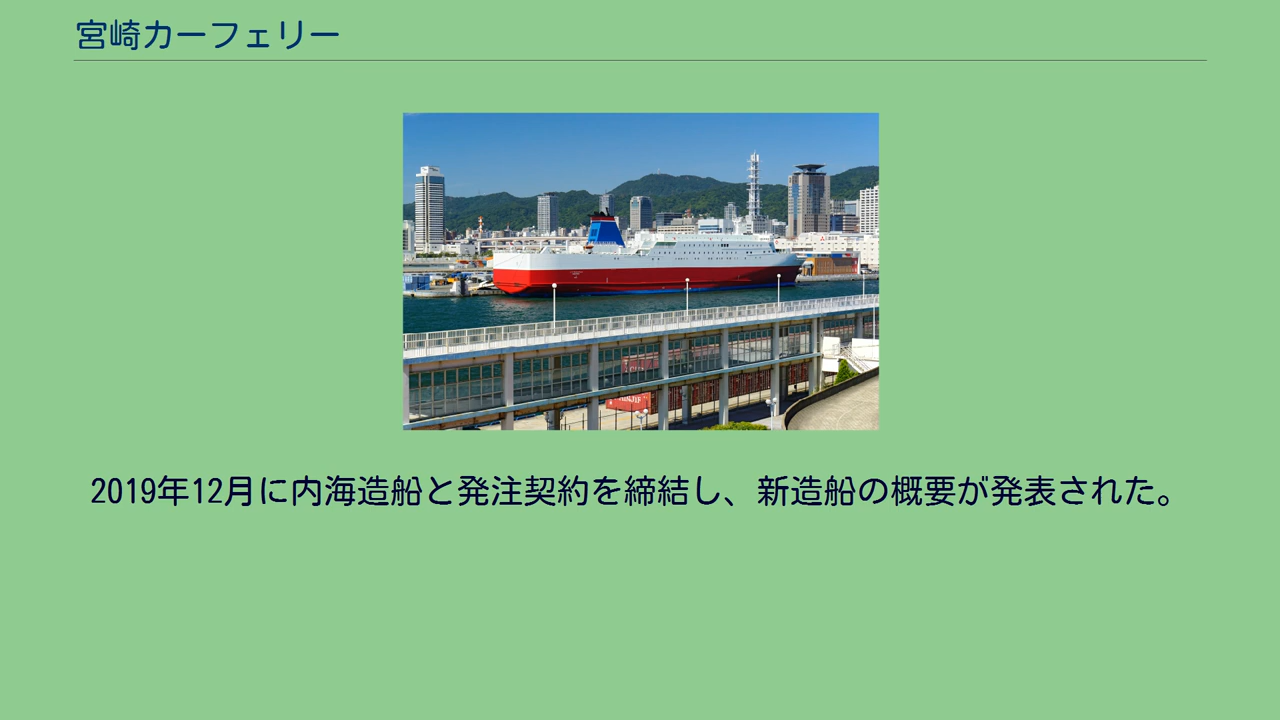 宮崎カーフェリー
2019年12月に内海造船と発注契約を締結し、新造船の概要が発表された。